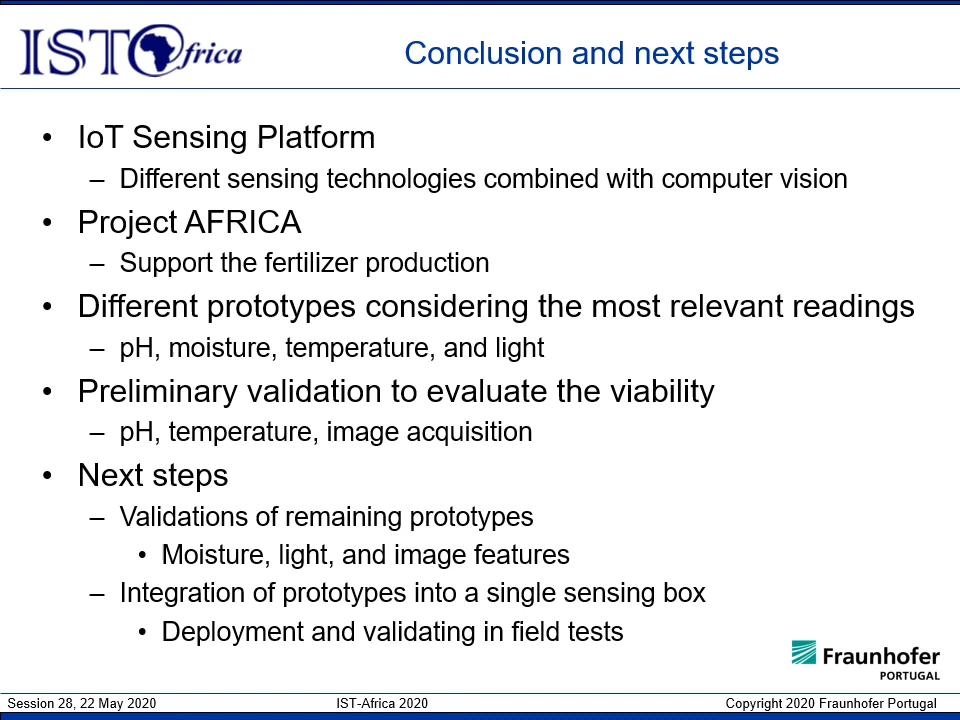 IST Africa
Conclusion and next steps
• IoT Sensing Platform
– Different sensing technologies combined with computer vision
• Project AFRICA
– Support the fertilizer production
• Different prototypes considering the most relevant readings
– pH, moisture, temperature, and light
• Preliminary validation to evaluate the viability
– pH, temperature, image acquisition
• Next steps
– Validations of remaining prototypes
• Moisture, light, and image features
– Integration of prototypes into a single sensing box
• Deployment and validating in field tests
Fraunhofer
PORTUGAL
Session 28, 22 May 2020
IST-Africa 2020
Copyright 2020 Fraunhofer Portugal